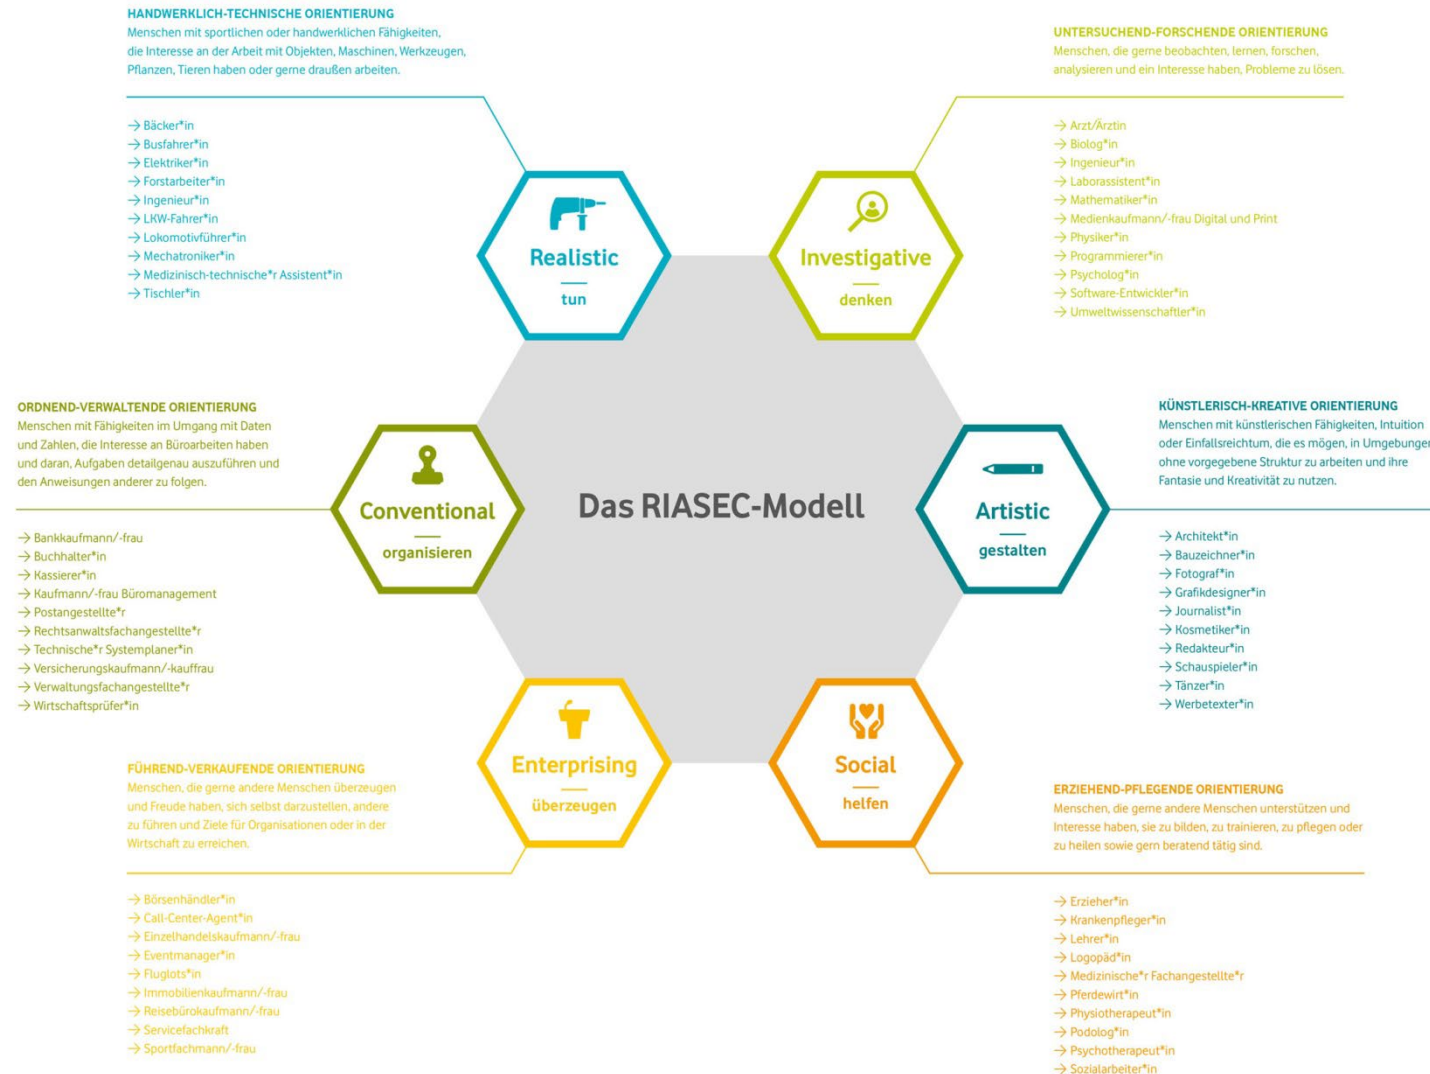 HANDWERKLICH-TECHNISCHE ORIENTIERUNG
Menschen mit sportlichen oder handwerklichen Fähigkeiten,
die Interesse an der Arbeit mit Objekten, Maschinen, Werkzeugen,
Pflanzen, Tieren haben oder gerne draußen arbeiten.
→ Bäcker*in
→ Busfahrer*in
→ Elektriker*in
→ Forstarbeiter*in
→ Ingenieur*in
→ LKW-Fahrer*in
→ Lokomotivführer*in
→ Mechatroniker*in
→ Medizinisch-technische*r Assistent*in
→ Tischler*in
Realistic
tun
UNTERSUCHEND-FORSCHENDE ORIENTIERUNG
Menschen, die gerne beobachten, lernen, forschen,
analysieren und ein Interesse haben, Probleme zu lösen.
→ Arzt/Ärztin
→ Biolog*in
→ Ingenieur*in
→ Laborassistent*in
→ Mathematiker*in
→ Medienkaufmann/-frau Digital und Print
→ Physiker*in
→ Programmierer*in
→ Psycholog*in
→ Software-Entwickler*in
→ Umweltwissenschaftler*in
Investigative
denken
ORDNEND-VERWALTENDE ORIENTIERUNG
Menschen mit Fähigkeiten im Umgang mit Daten
und Zahlen, die Interesse an Büroarbeiten haben
und daran, Aufgaben detailgenau auszuführen und
den Anweisungen anderer zu folgen.
→ Bankkaufmann/-frau
→ Buchhalter*in
→ Kassierer*in
→ Kaufmann/-frau Büromanagement
→ Postangestellte*r
→ Rechtsanwaltsfachangestellte*r
→ Technische*r Systemplaner*in
→ Versicherungskaufmann/-kauffrau
→ Verwaltungsfachangestellte*r
→ Wirtschaftsprüfer*in
Conventional
organisieren
Das RIASEC-Modell
KÜNSTLERISCH-KREATIVE ORIENTIERUNG
Menschen mit künstlerischen Fähigkeiten, Intuition
oder Einfallsreichtum, die es mögen, in Umgebungen
ohne vorgegebene Struktur zu arbeiten und ihre
Fantasie und Kreativität zu nutzen.
→ Architekt*in
→ Bauzeichner*in
→ Fotograf*in
→ Grafikdesigner*in
→ Journalist*in
→ Kosmetiker*in
→ Redakteur*in
→ Schauspieler*in
→ Tänzer*in
→ Werbetexter*in
Artistic
gestalten
FÜHREND-VERKAUFENDE ORIENTIERUNG
Menschen, die gerne andere Menschen überzeugen
und Freude haben, sich selbst darzustellen, andere
zu führen und Ziele für Organisationen oder in der
Wirtschaft zu erreichen.
→ Börsenhändler*in
→ Call-Center-Agent*in
→ Einzelhandelskaufmann/-frau
→ Eventmanager*in
→ Fluglots*in
→ Immobilienkaufmann/-frau
→ Reisebürokaufmann/-frau
→ Servicefachkraft
→ Sportfachmann/-frau
Enterprising
überzeugen
ERZIEHEND-PFLEGENDE ORIENTIERUNG
Menschen, die gerne andere Menschen unterstützen und
Interesse haben, sie zu bilden, zu trainieren, zu pflegen oder
zu heilen sowie gern beratend tätig sind.
→ Erzieher*in
→ Krankenpfleger*in
→ Lehrer*in
→ Logopäd*in
→ Medizinische*r Fachangestellte*r
→ Pferdewirt*in
→ Physiotherapeut*in
→ Podolog*in
→ Psychotherapeut*in
→ Sozialarbeiter*in
Social
helfen